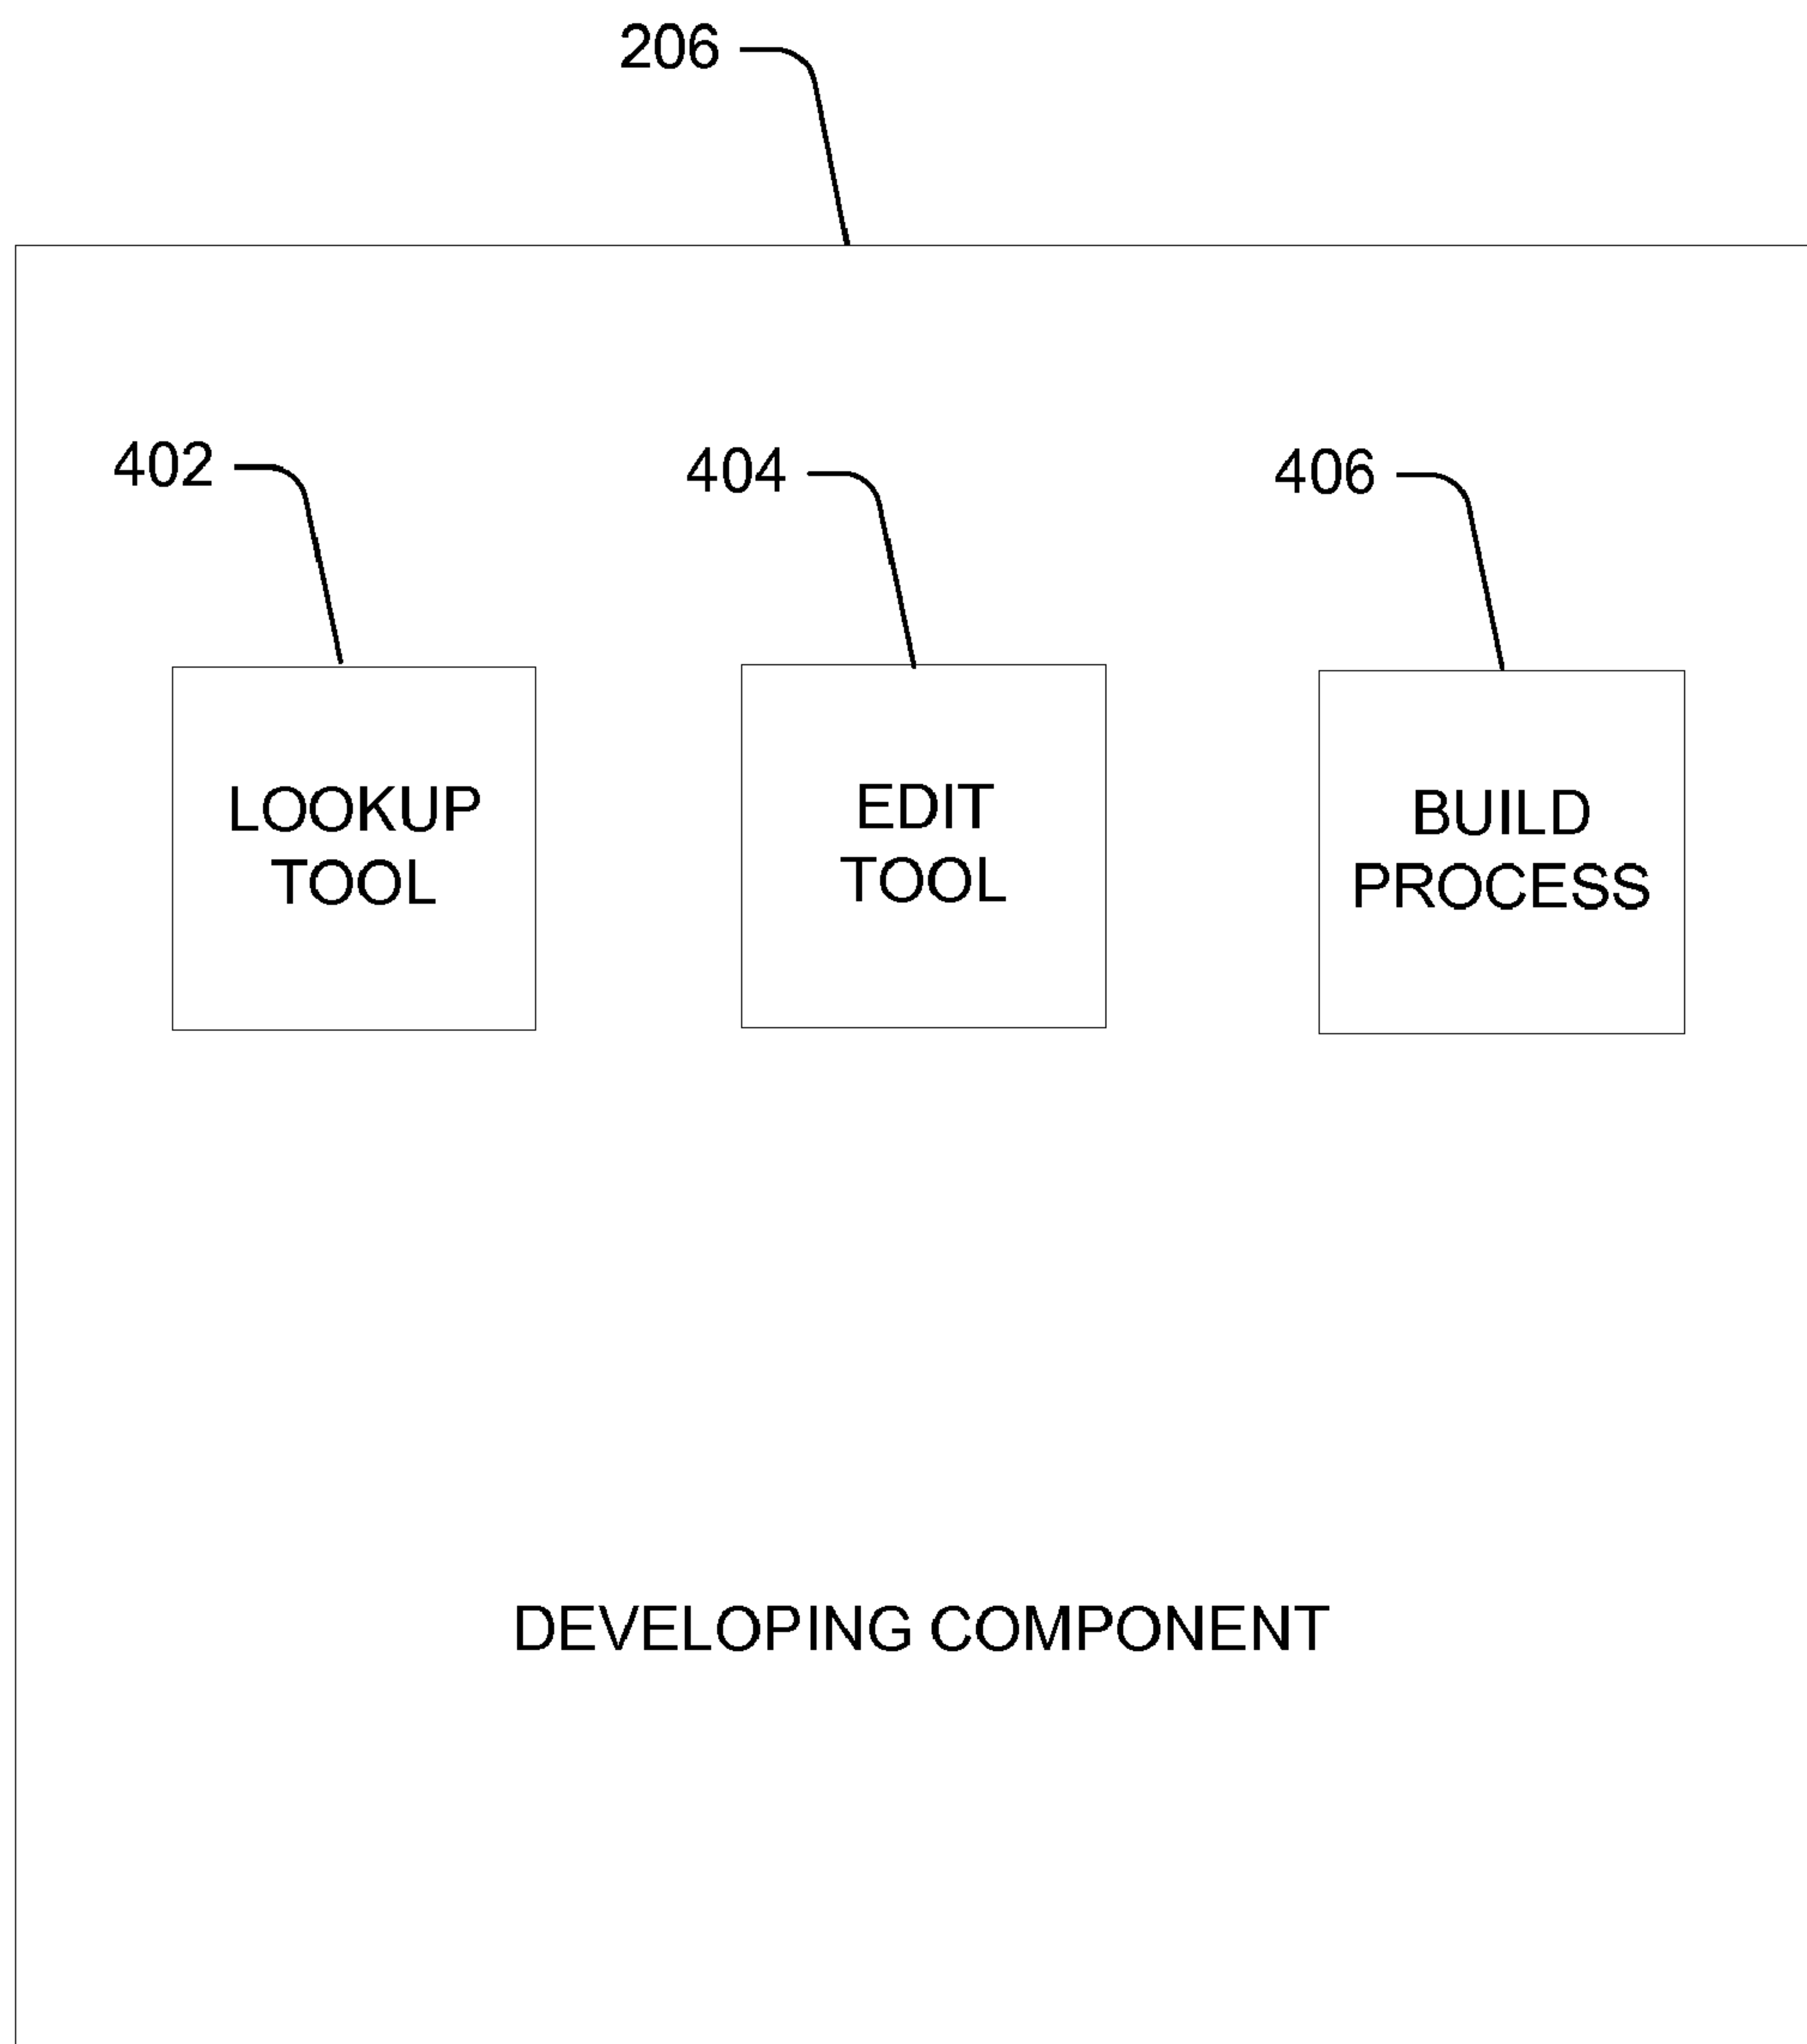 206
402
404
406
LOOKUP
TOOL
EDIT
TOOL
BUILD
PROCESS
DEVELOPING COMPONENT